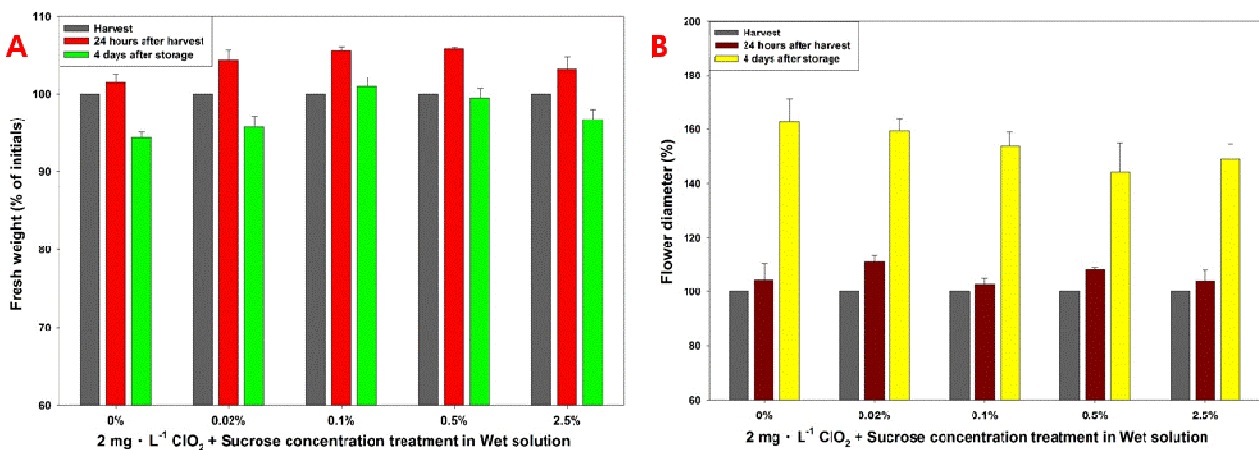 A
Fresh weight (% of initials)
110
100
90
80
70
60
Harvest
24 hours after harvest
4 days after storage
0% 0.02% 0.1% 0.5% 2.5%
2 mg · L⁻¹ ClO₂ + Sucrose concentration treatment in Wet solution
B
Flower diameter (%)
200
180
160
140
120
100
80
60
Harvest
24 hours after harvest
4 days after storage
0% 0.02% 0.1% 0.5% 2.5%
2 mg · L⁻¹ ClO₂ + Sucrose concentration treatment in Wet solution